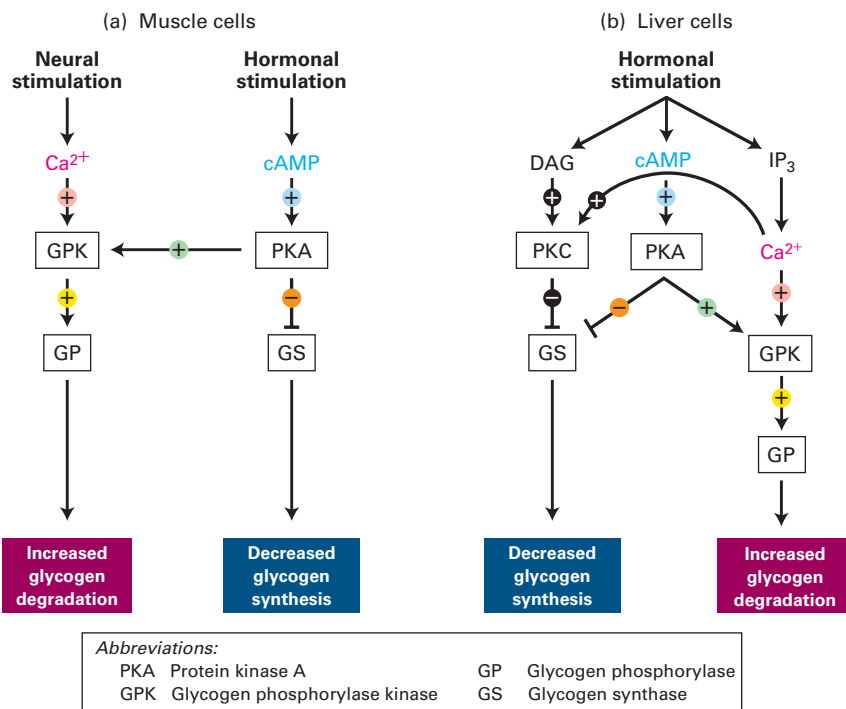 (a) Muscle cells
Neural
stimulation
Hormonal
stimulation
Ca²⁺
cAMP
+
+
GPK
+
PKA
+
−
GP
GS
Increased
glycogen
degradation
Decreased
glycogen
synthesis
(b) Liver cells
Hormonal
stimulation
DAG
cAMP
IP₃
+
+
+
PKC
PKA
Ca²⁺
−
−
+
+
GS
GPK
+
GP
Decreased
glycogen
synthesis
Increased
glycogen
degradation
Abbreviations:
PKA Protein kinase A
GP Glycogen phosphorylase
GPK Glycogen phosphorylase kinase
GS Glycogen synthase